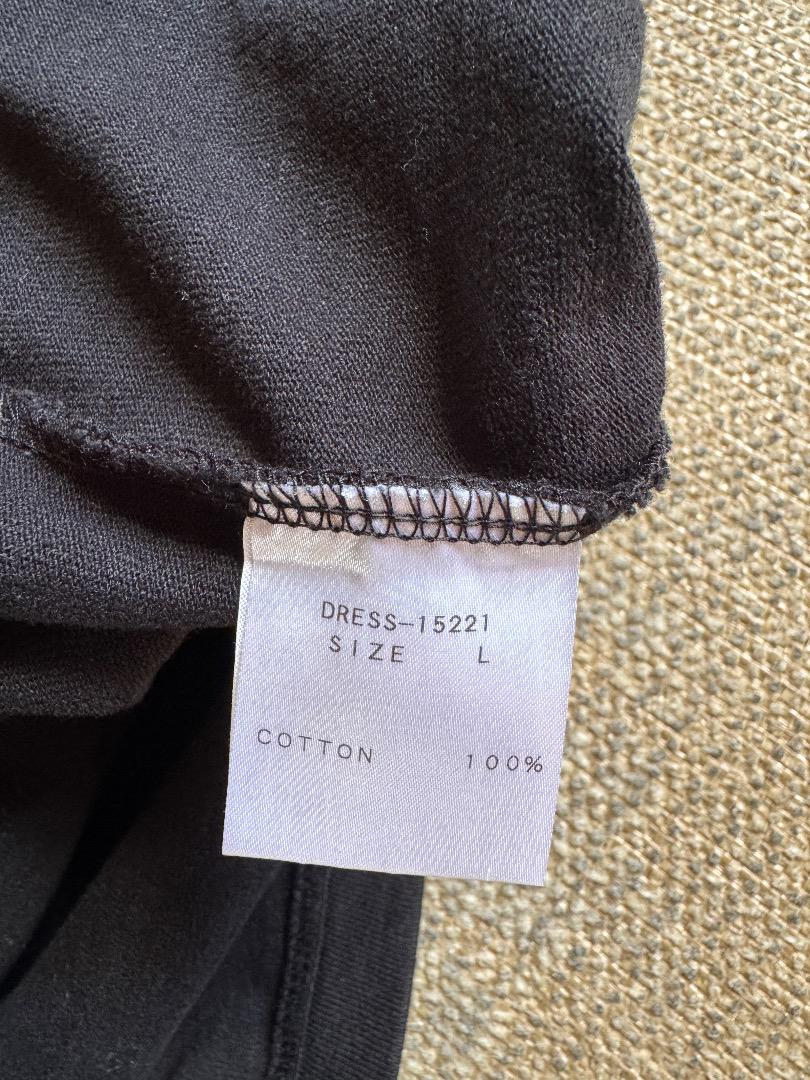 DRESS-15221
SIZE L
COTTON 100%